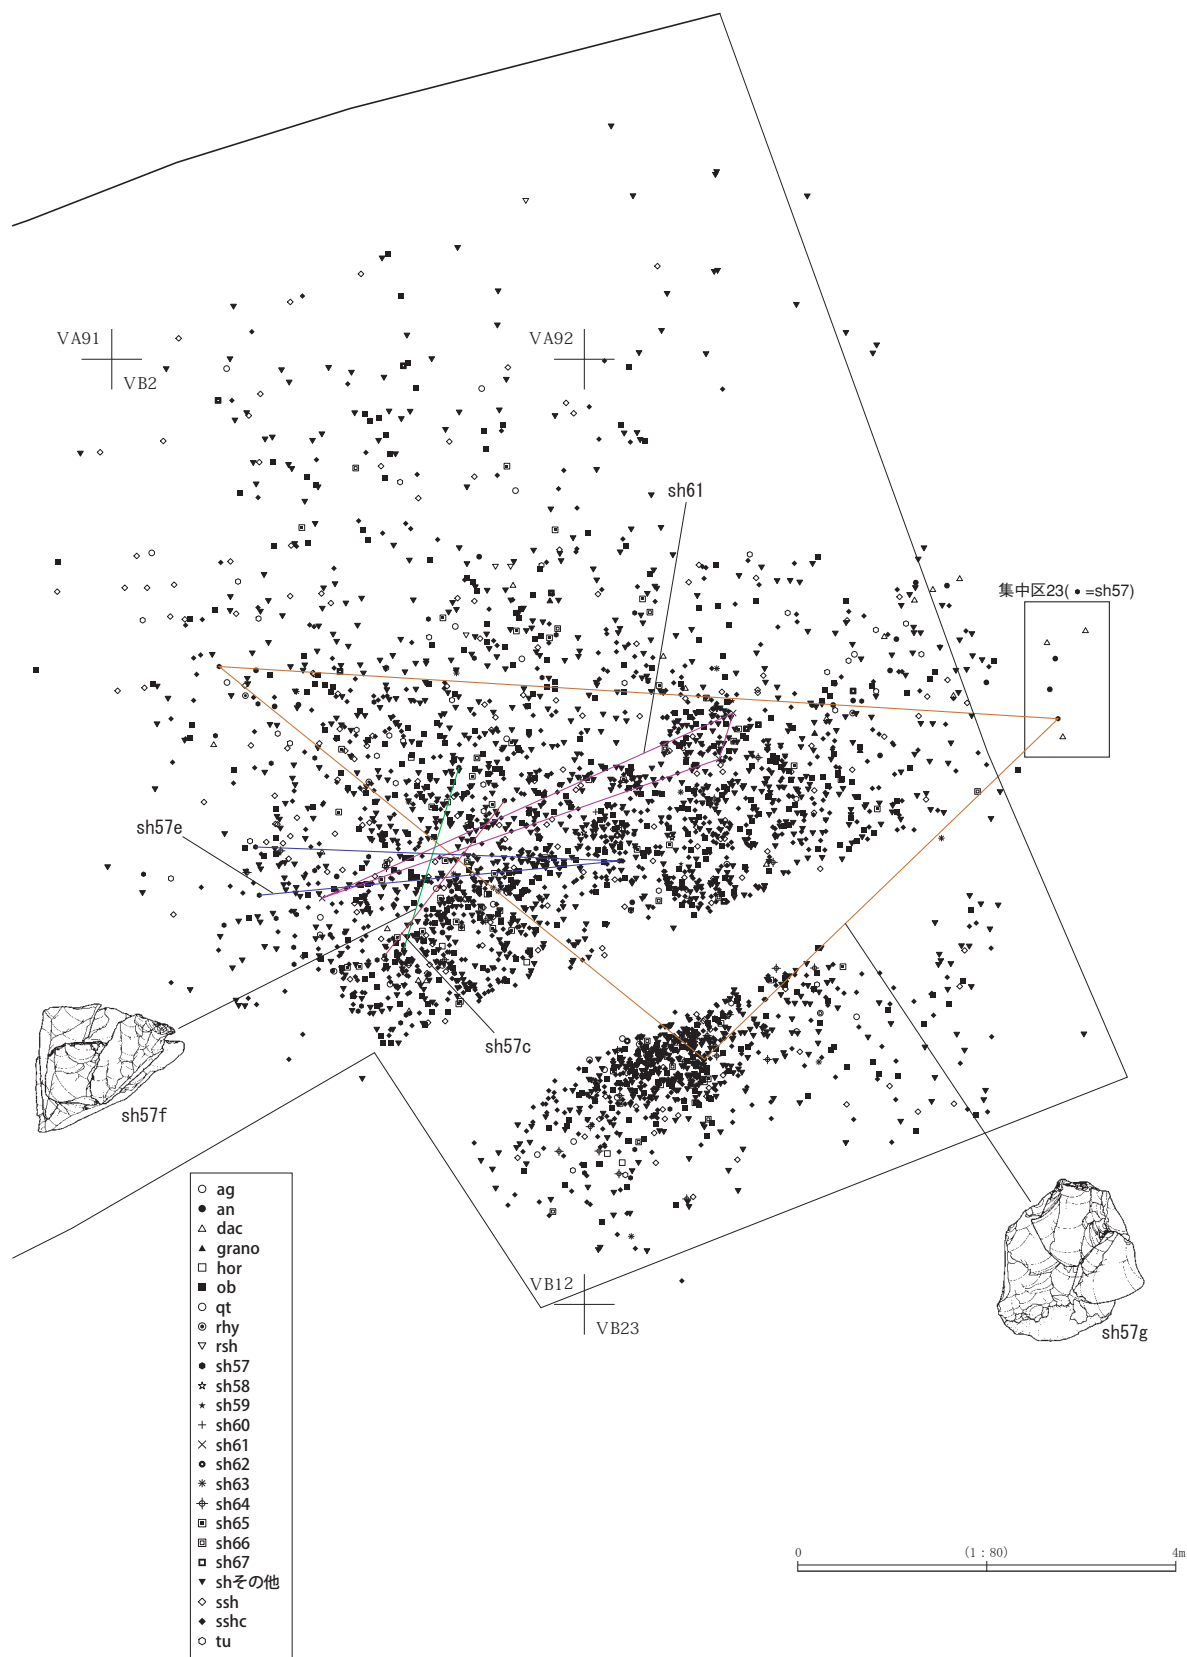 VA91
VA92
VB2
sh61
集中区23( • =sh57)
sh57e
sh57c
sh57f
sh57g
VB12
VB23
ag
an
dac
grano
hor
ob
qt
rhy
rsh
sh57
sh58
sh59
sh60
sh61
sh62
sh63
sh64
sh65
sh66
sh67
shその他
ssh
sshc
tu
0 (1：80) 4m